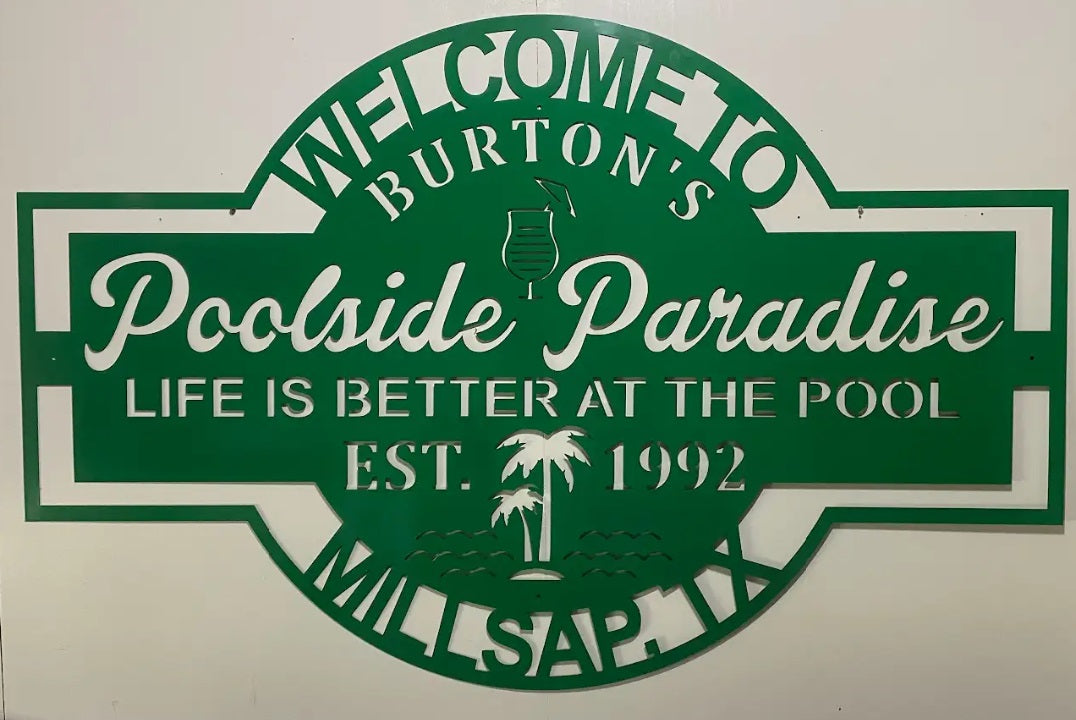 WELCOME TO
BURTON'S
Poolside Paradise
LIFE IS BETTER AT THE POOL
EST. 1992
MILLSAP, TX